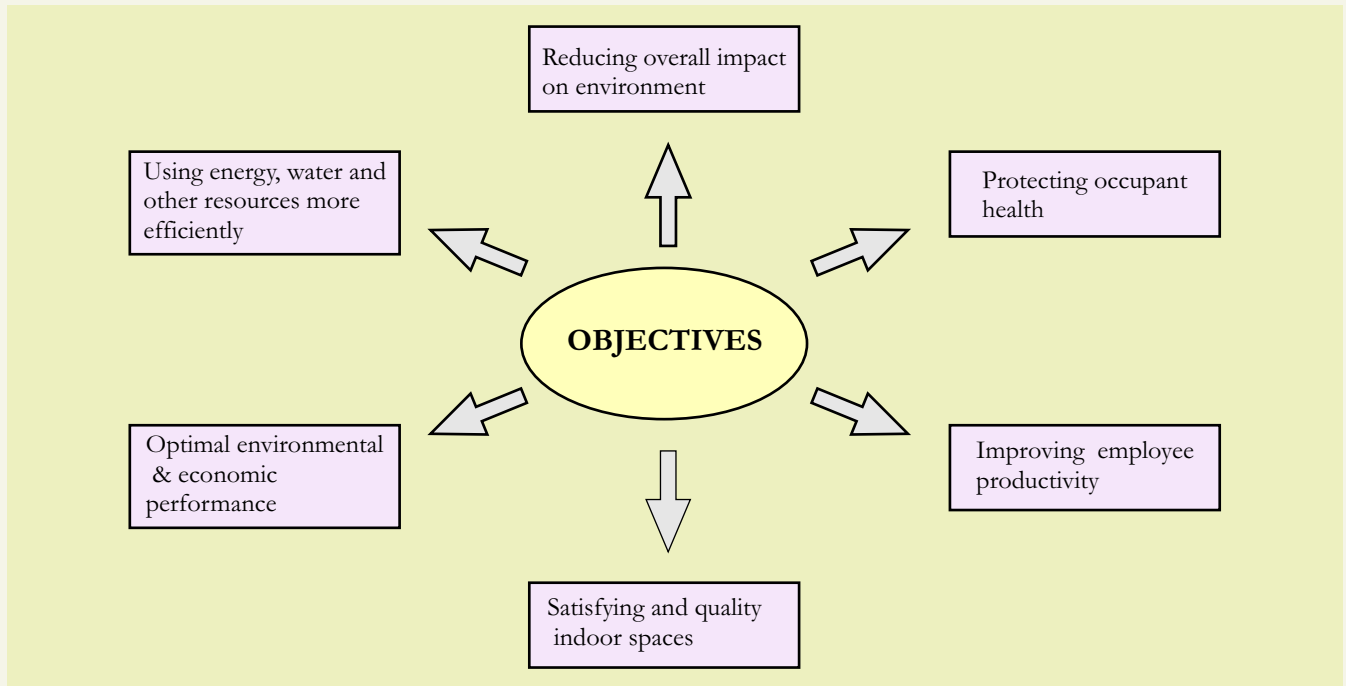 Reducing overall impact
on environment
Using energy, water and
other resources more
efficiently
Protecting occupant
health
OBJECTIVES
Optimal environmental
& economic
performance
Improving employee
productivity
Satisfying and quality
indoor spaces